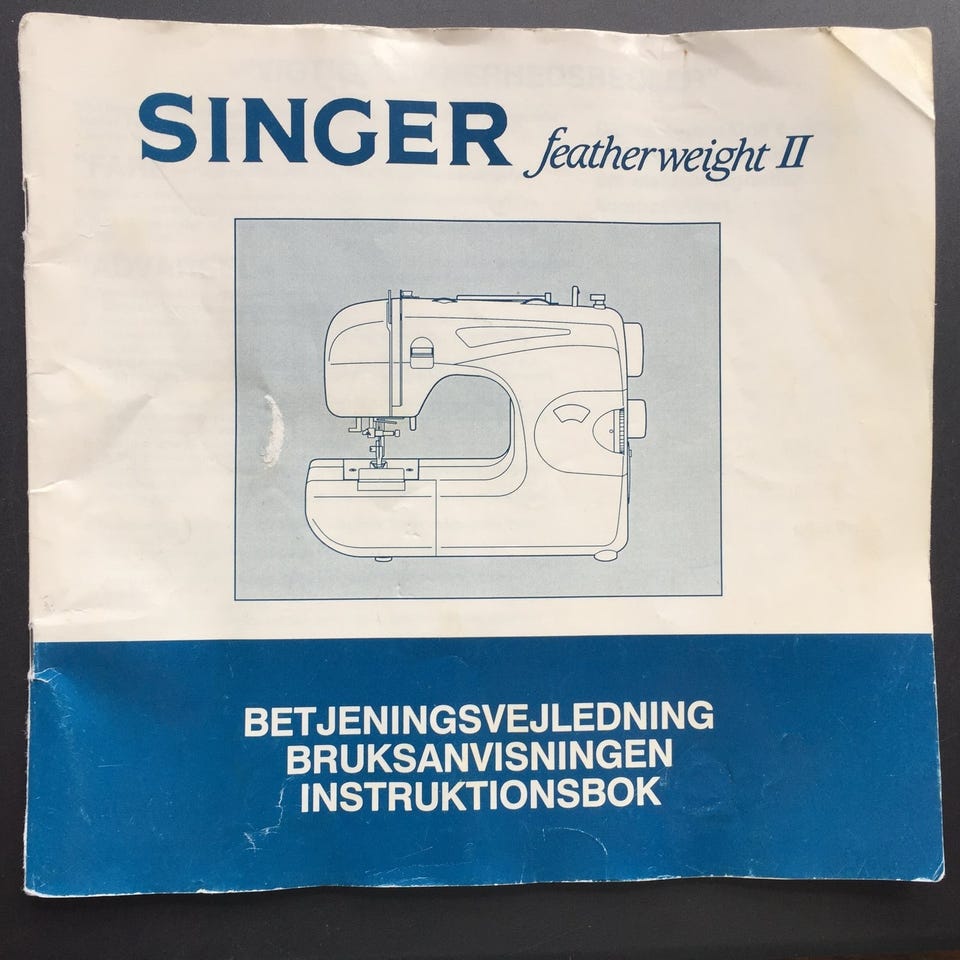 SINGER featherweight II
BETJENINGSVEJLEDNING
BRUKSANVISNINGEN
INSTRUKTIONSBOK